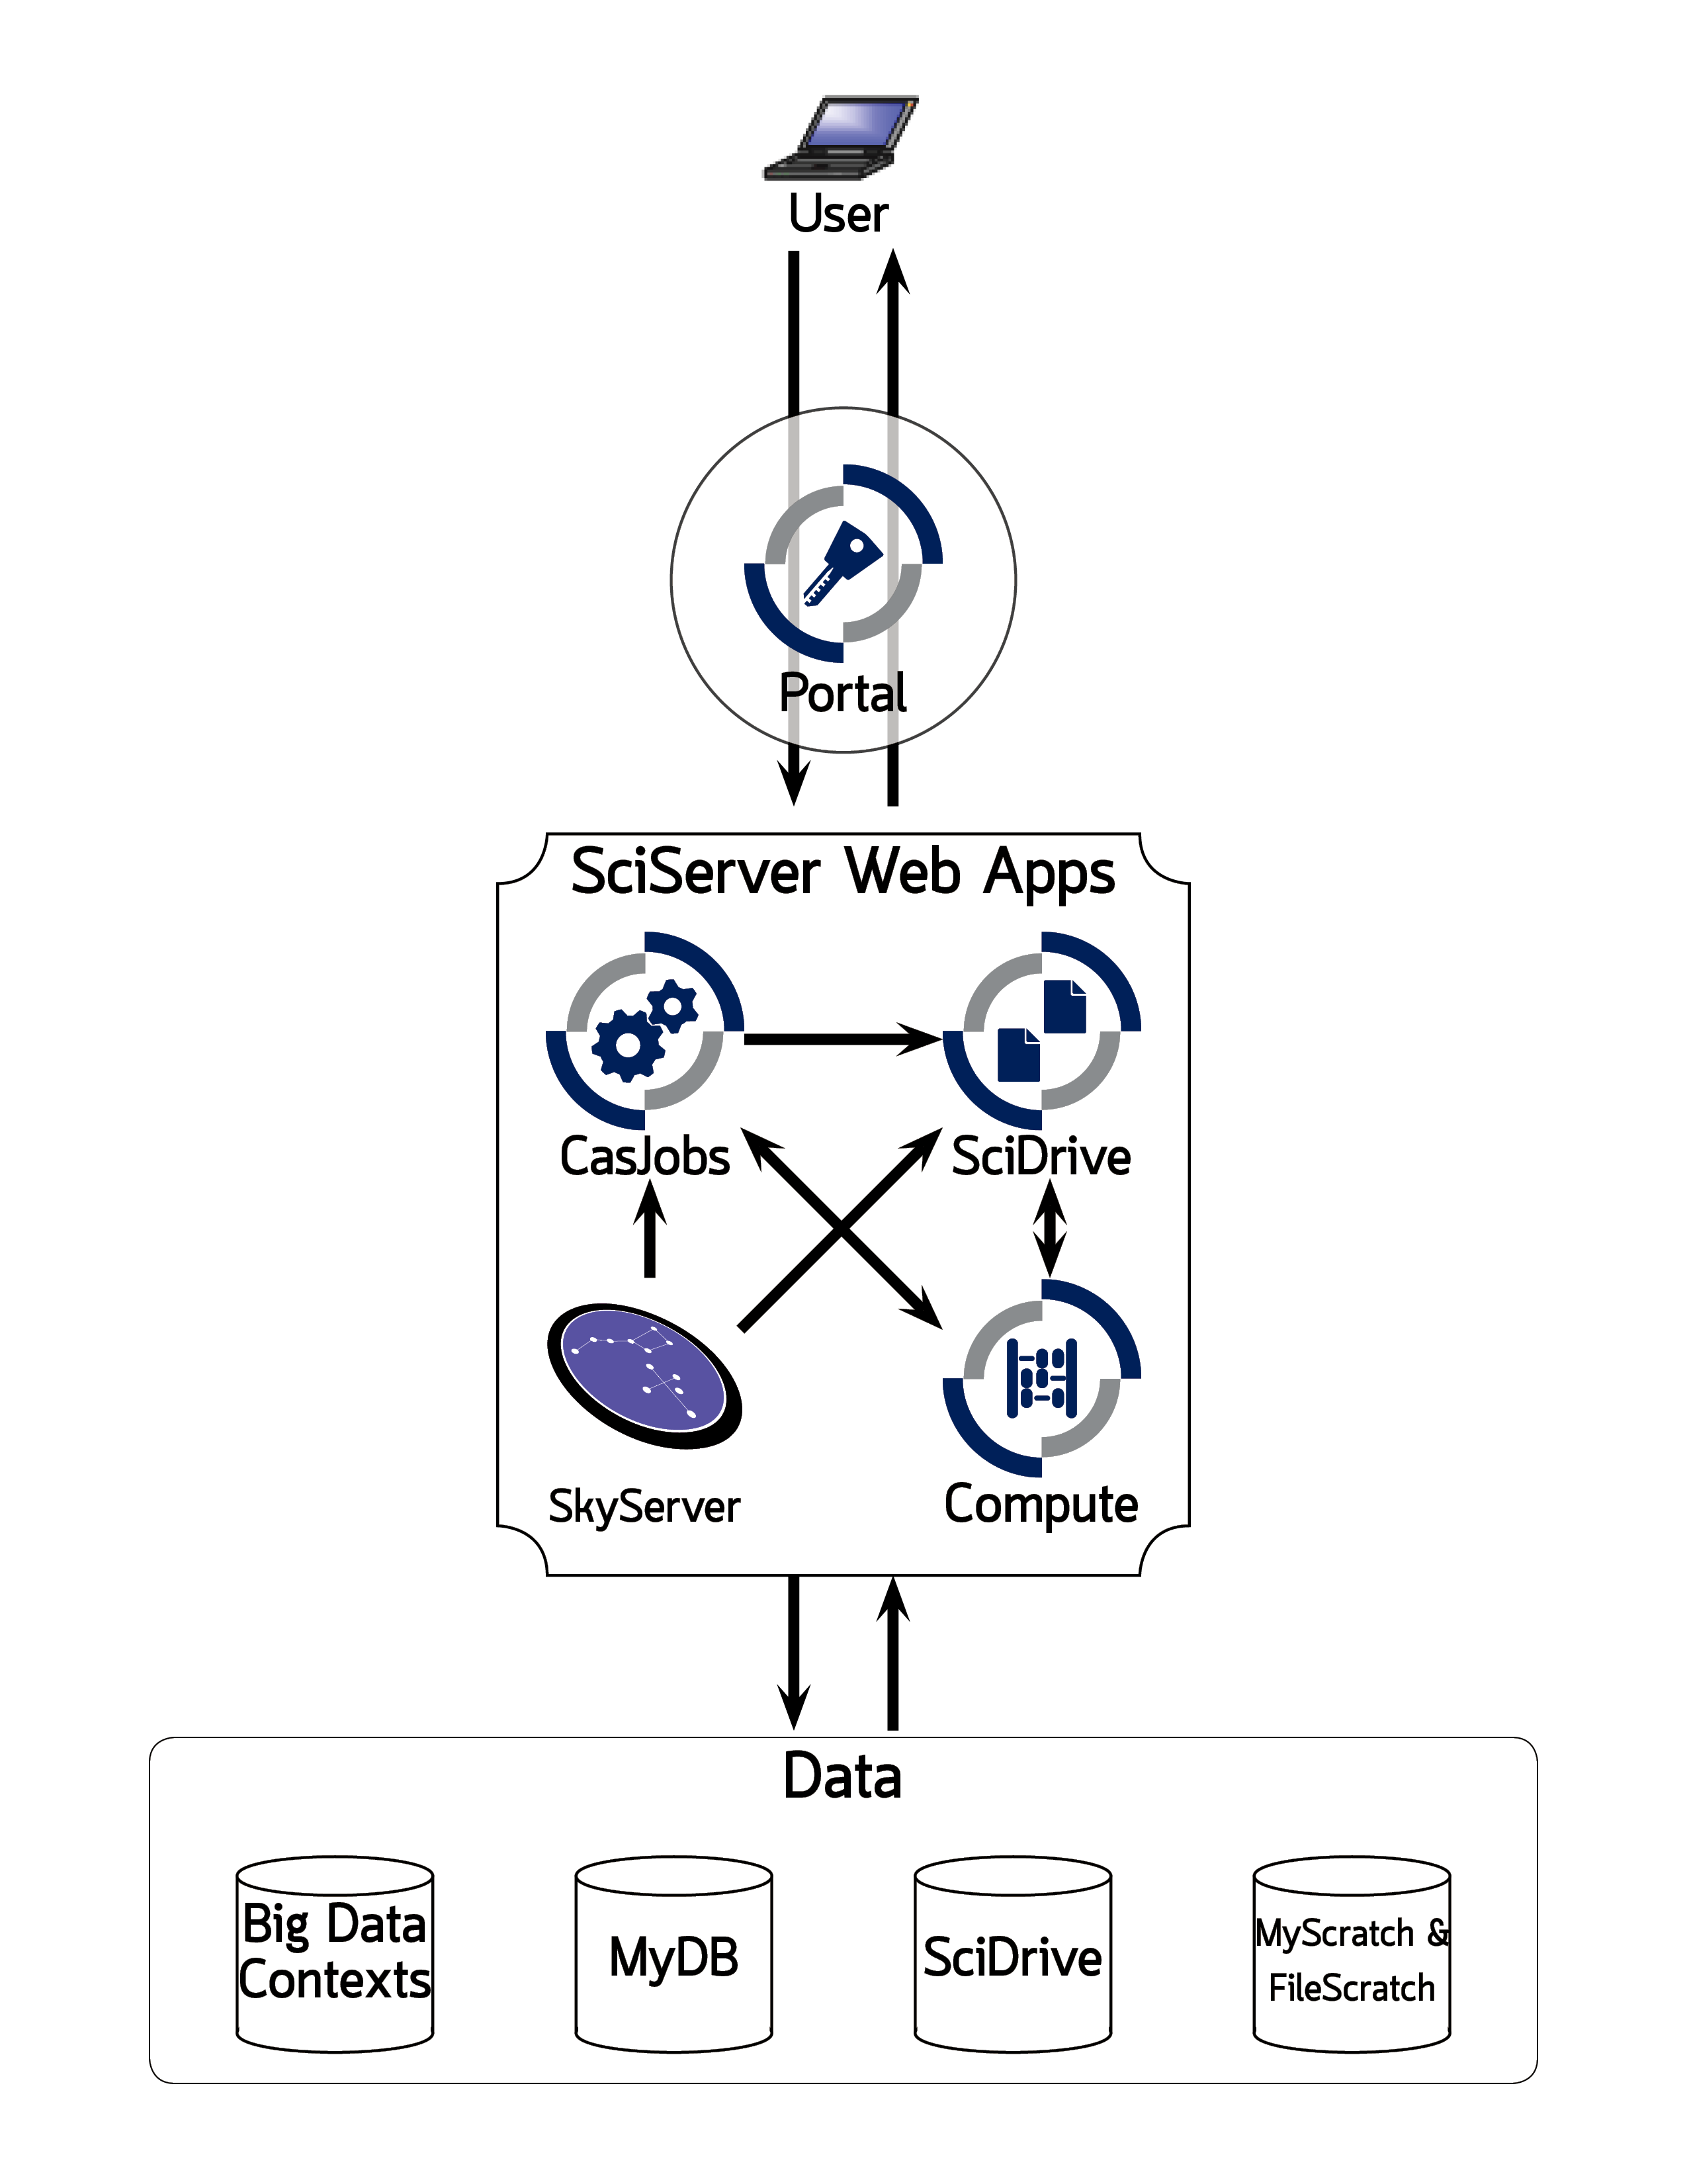 User
Portal
SciServer Web Apps
CasJobs
SciDrive
SkyServer
Compute
Data
Big Data
Contexts
MyDB
SciDrive
MyScratch &
FileScratch